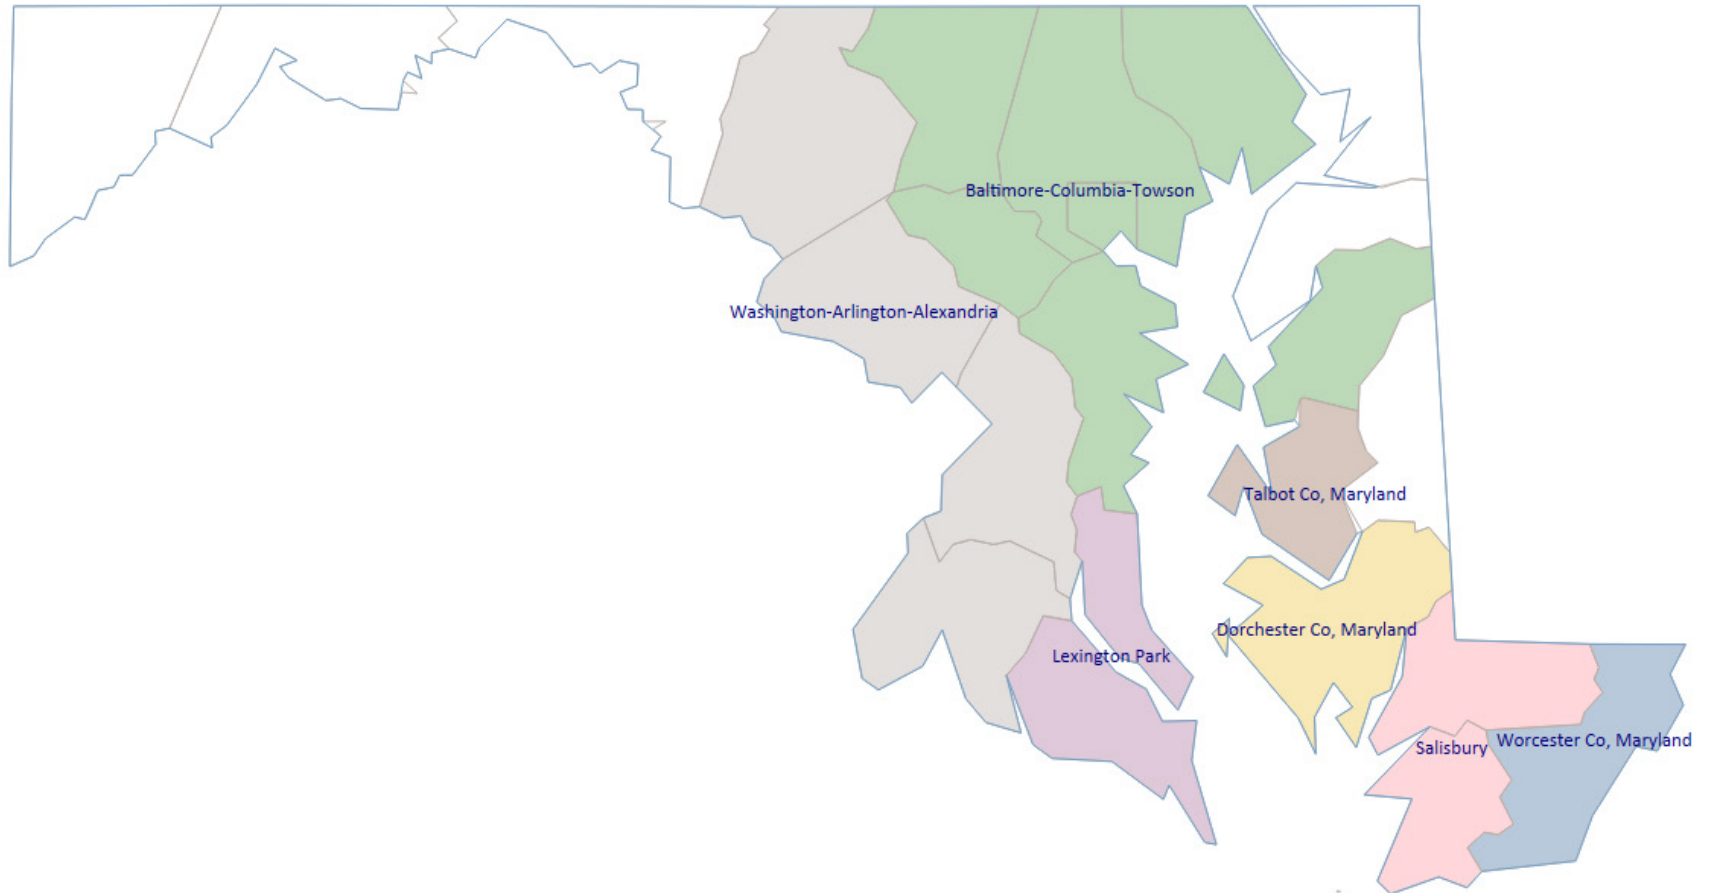 Baltimore-Columbia-Towson
Washington-Arlington-Alexandria
Talbot Co, Maryland
Dorchester Co, Maryland
Lexington Park
Salisbury
Worcester Co, Maryland